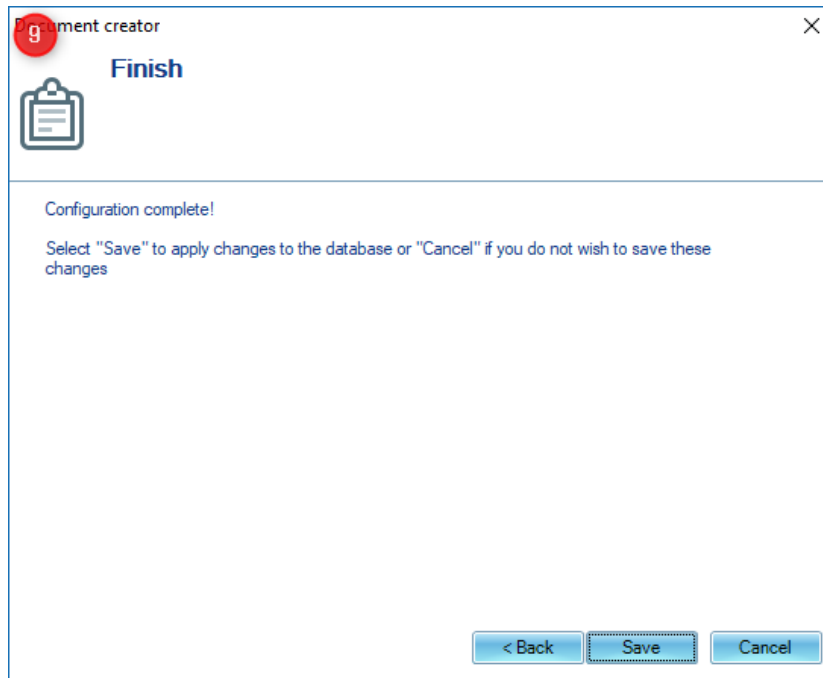 Document creator
9
Finish
Configuration complete!
Select "Save" to apply changes to the database or "Cancel" if you do not wish to save these
changes
< Back Save Cancel